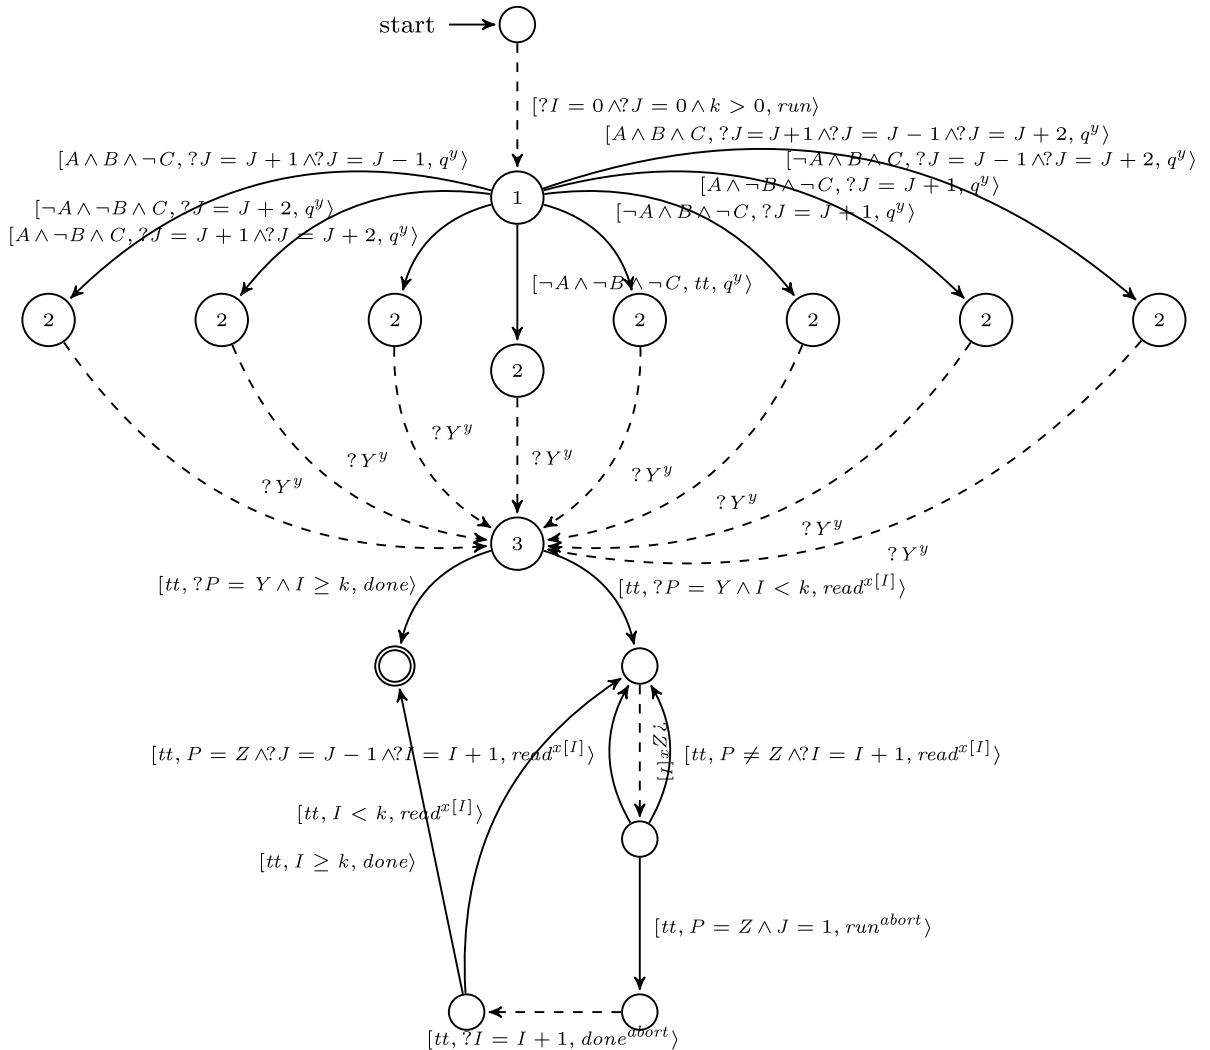 start
[?I = 0∧?J = 0 ∧ k > 0, run⟩
[A ∧ B ∧ C, ?J = J+1∧?J = J − 1∧?J = J + 2, q^y⟩
[A ∧ B ∧ ¬C, ?J = J + 1∧?J = J − 1, q^y⟩
[¬A ∧ B ∧ C, ?J = J − 1∧?J = J + 2, q^y⟩
[A ∧ ¬B ∧ ¬C, ?J = J + 1, q^y⟩
1
[¬A ∧ ¬B ∧ C, ?J = J + 2, q^y⟩
[¬A ∧ B ∧ ¬C, ?J = J + 1, q^y⟩
[A ∧ ¬B ∧ C, ?J = J + 1∧?J = J + 2, q^y⟩
[¬A ∧ ¬B ∧ ¬C, tt, q^y⟩
2 2 2 2 2 2 2
2
?Y^y
?Y^y ?Y^y
?Y^y
?Y^y
?Y^y
?Y^y
?Y^y
3
[tt, ?P = Y ∧ I ≥ k, done⟩
[tt, ?P = Y ∧ I < k, read^x[I]⟩
?Z^x[I]
[tt, P = Z∧?J = J − 1∧?I = I + 1, read^x[I]⟩
[tt, P ≠ Z∧?I = I + 1, read^x[I]⟩
[tt, I < k, read^x[I]⟩
[tt, I ≥ k, done⟩
[tt, P = Z ∧ J = 1, run^abort⟩
[tt, ?I = I + 1, done^abort⟩